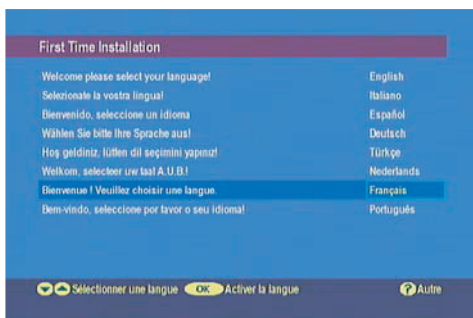 First Time Installation
Welcome please select your language! English
Selezionate la vostra lingua! Italiano
Bienvenido, seleccione un idioma Español
Wählen Sie bitte Ihre Sprache aus! Deutsch
Hoş geldiniz, lütfen dil seçimini yapınız! Türkçe
Welkom, selecteer uw taal A.U.B.! Nederlands
Bienvenue ! Veuillez choisir une langue. Français
Bem-vindo, seleccione por favor o seu idioma! Português
Sélectionner une langue OK Activer la langue ? Autre